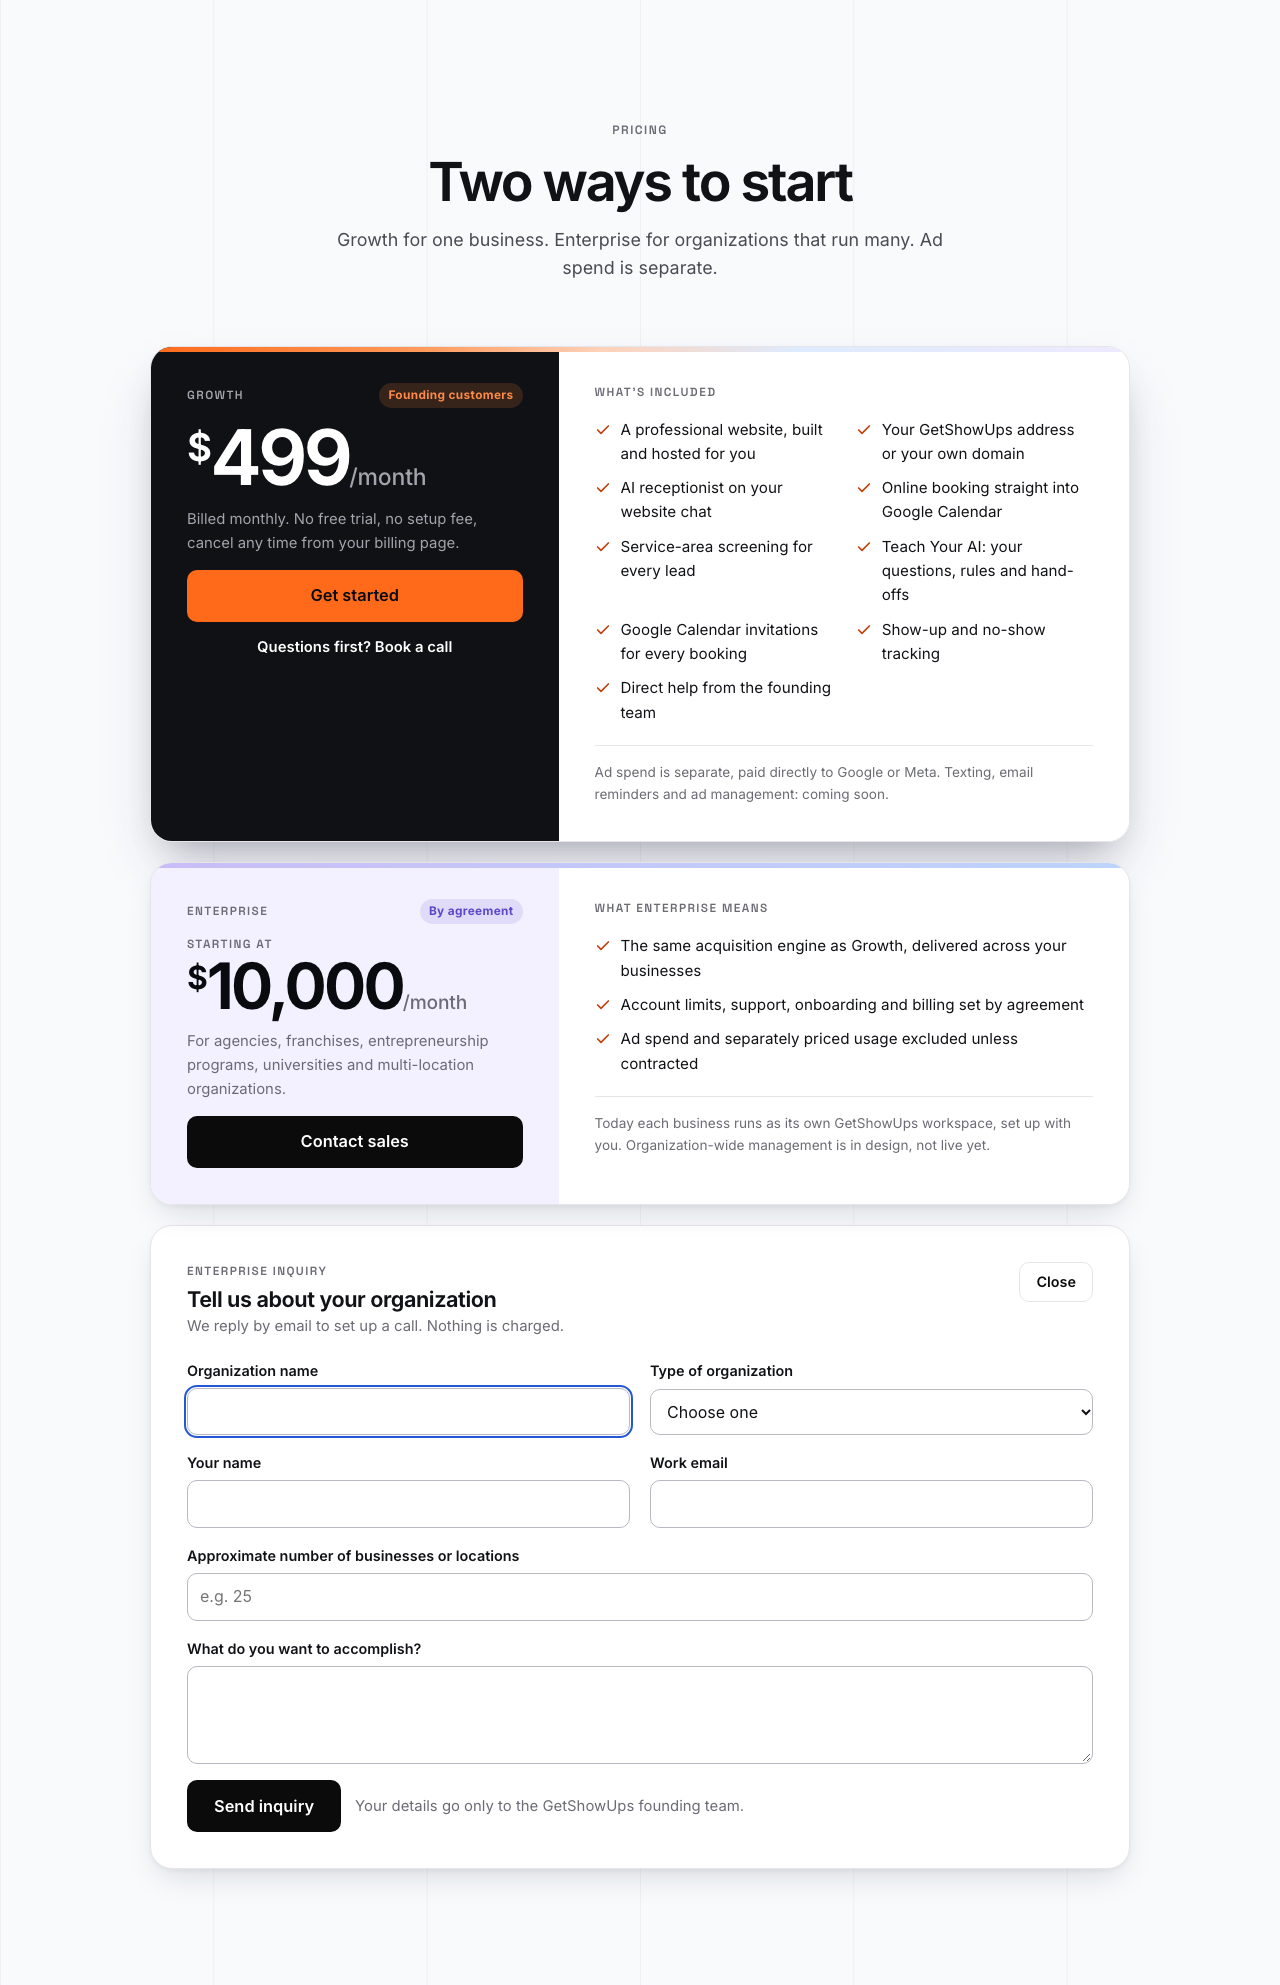 PRICING
Two ways to start
Growth for one business. Enterprise for organizations that run many. Ad
spend is separate.
GROWTH
Founding customers
$499/month
Billed monthly. No free trial, no setup fee,
cancel any time from your billing page.
Get started
Questions first? Book a call
WHAT'S INCLUDED
A professional website, built
and hosted for you
Your GetShowUps address
or your own domain
AI receptionist on your
website chat
Online booking straight into
Google Calendar
Service-area screening for
every lead
Teach Your AI: your
questions, rules and hand-
offs
Google Calendar invitations
for every booking
Show-up and no-show
tracking
Direct help from the founding
team
Ad spend is separate, paid directly to Google or Meta. Texting, email
reminders and ad management: coming soon.
ENTERPRISE
By agreement
STARTING AT
$10,000/month
For agencies, franchises, entrepreneurship
programs, universities and multi-location
organizations.
Contact sales
WHAT ENTERPRISE MEANS
The same acquisition engine as Growth, delivered across your
businesses
Account limits, support, onboarding and billing set by agreement
Ad spend and separately priced usage excluded unless
contracted
Today each business runs as its own GetShowUps workspace, set up with
you. Organization-wide management is in design, not live yet.
ENTERPRISE INQUIRY
Close
Tell us about your organization
We reply by email to set up a call. Nothing is charged.
Organization name
Type of organization
Choose one
Your name
Work email
Approximate number of businesses or locations
e.g. 25
What do you want to accomplish?
Send inquiry
Your details go only to the GetShowUps founding team.